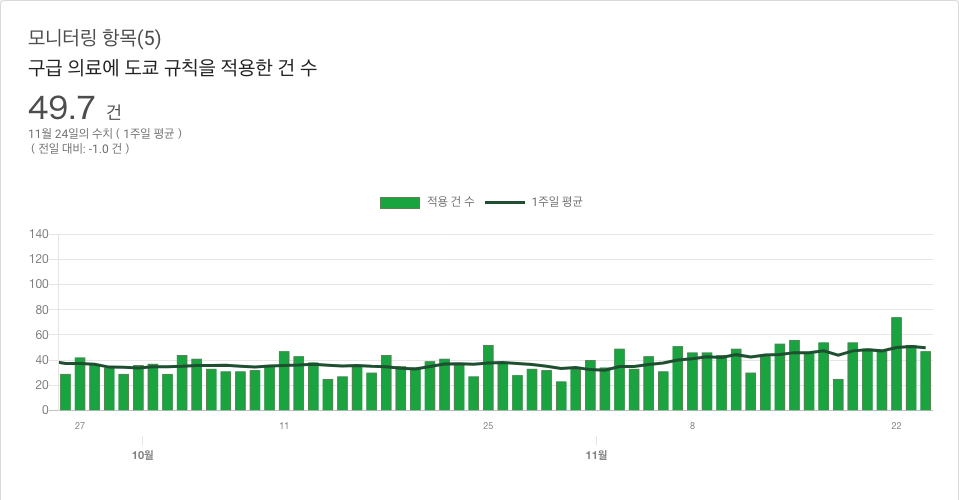 모니터링 항목(5)
구급 의료에 도쿄 규칙을 적용한 건 수
49.7 건
11월 24일의 수치 ( 1주일 평균 )
( 전일 대비: -1.0 건 )
적용 건 수 1주일 평균
140
120
100
80
60
40
20
0
27 11 25 8 22
10월 11월